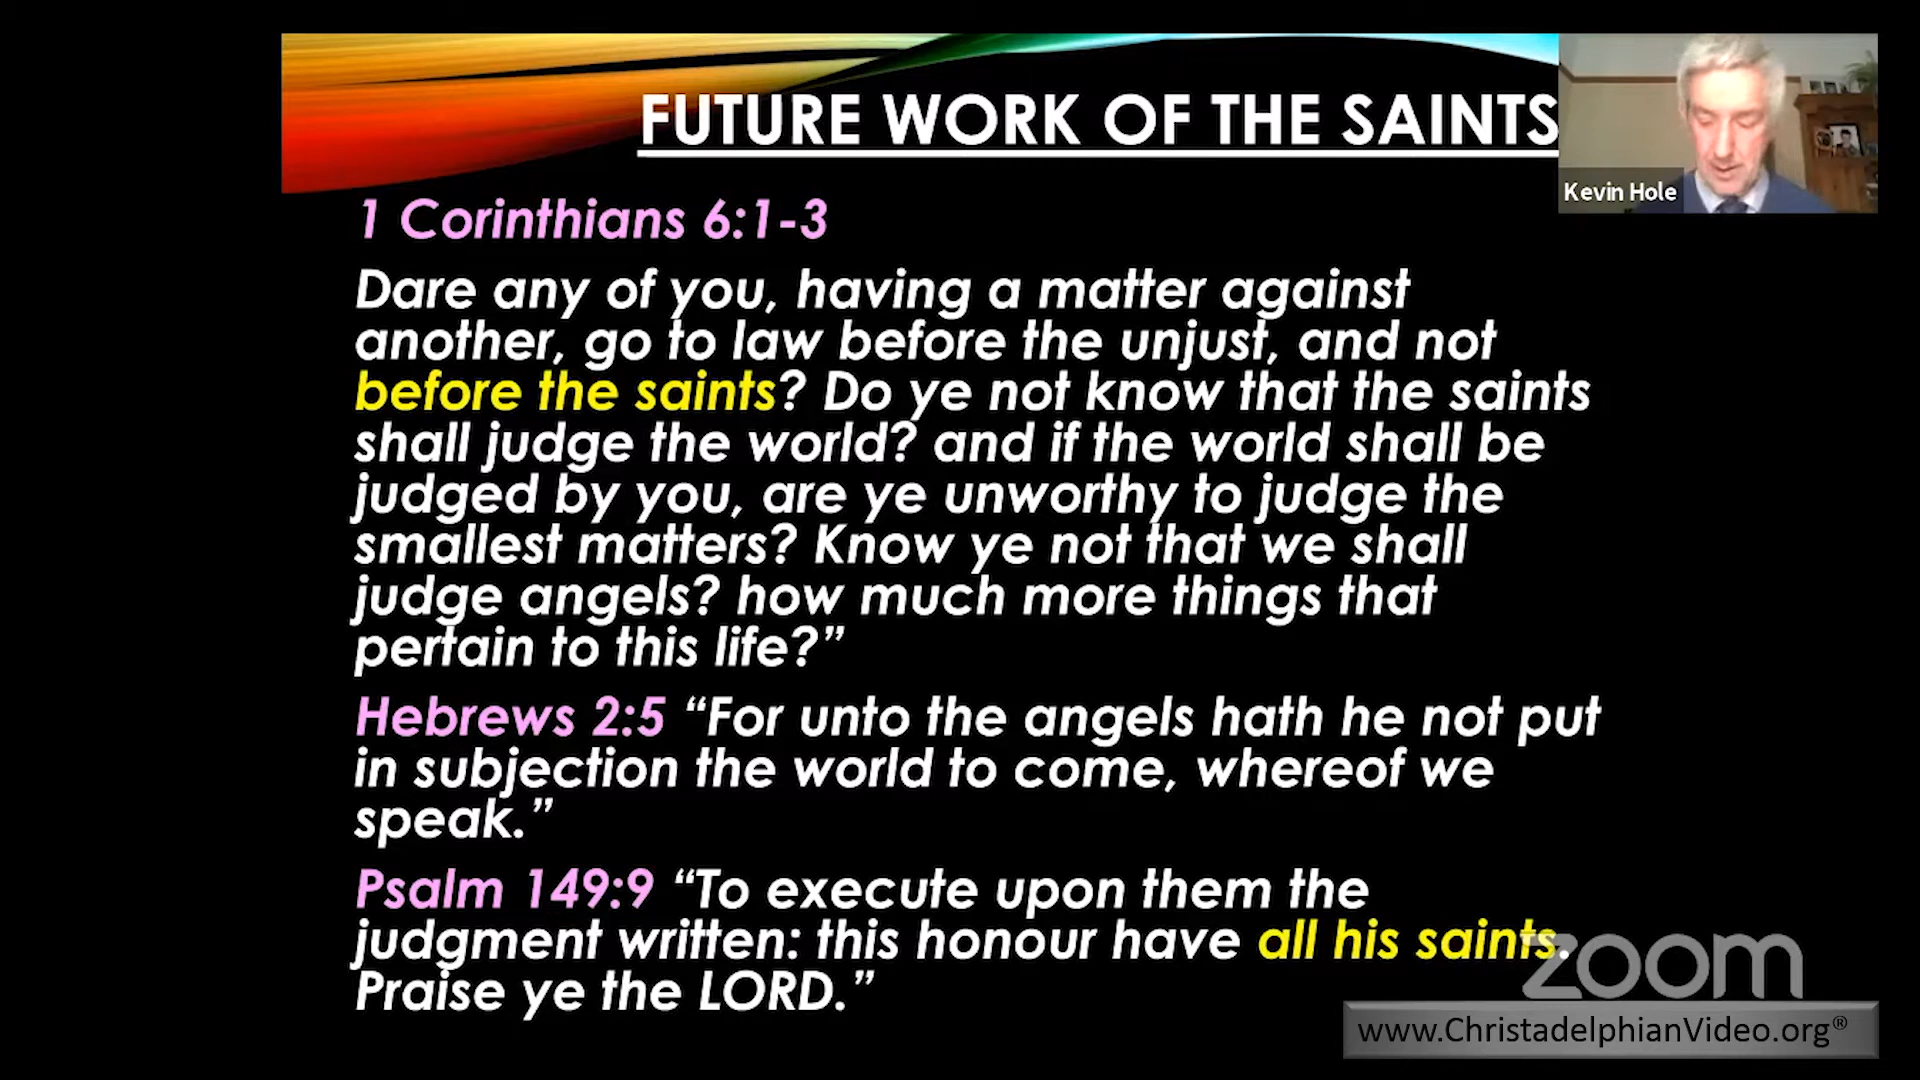 FUTURE WORK OF THE SAINTS
Kevin Hole
1 Corinthians 6:1-3
Dare any of you, having a matter against
another, go to law before the unjust, and not
before the saints? Do ye not know that the saints
shall judge the world? and if the world shall be
judged by you, are ye unworthy to judge the
smallest matters? Know ye not that we shall
judge angels? how much more things that
pertain to this life?”
Hebrews 2:5 “For unto the angels hath he not put
in subjection the world to come, whereof we
speak.”
Psalm 149:9 “To execute upon them the
judgment written: this honour have all his saints.
Praise ye the LORD.”
zoom
www.ChristadelphianVideo.org®